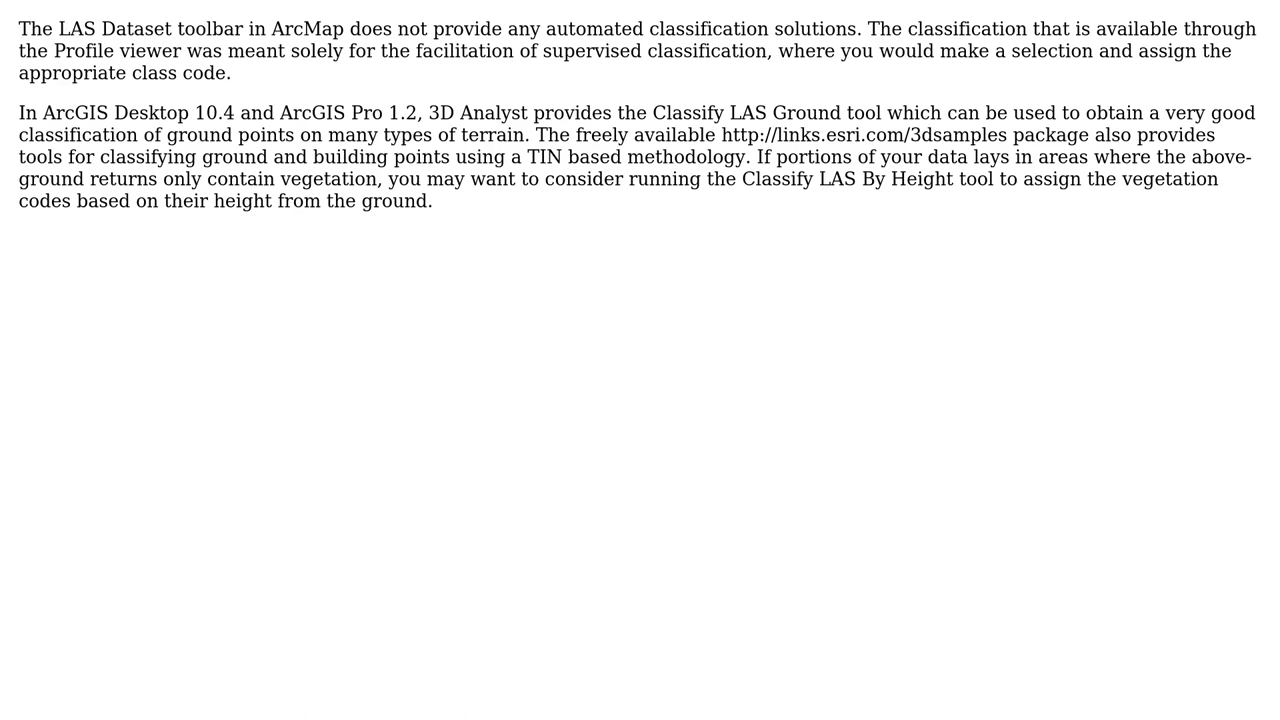 The LAS Dataset toolbar in ArcMap does not provide any automated classification solutions. The classification that is available through
the Profile viewer was meant solely for the facilitation of supervised classification, where you would make a selection and assign the
appropriate class code.
In ArcGIS Desktop 10.4 and ArcGIS Pro 1.2, 3D Analyst provides the Classify LAS Ground tool which can be used to obtain a very good
classification of ground points on many types of terrain. The freely available http://links.esri.com/3dsamples package also provides
tools for classifying ground and building points using a TIN based methodology. If portions of your data lays in areas where the above-
ground returns only contain vegetation, you may want to consider running the Classify LAS By Height tool to assign the vegetation
codes based on their height from the ground.